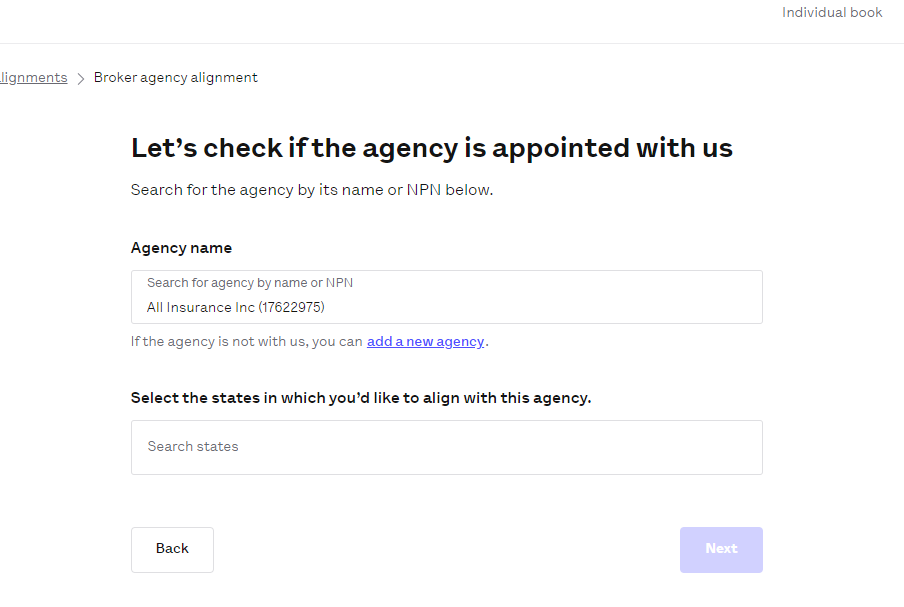 Individual book
lignments > Broker agency alignment
Let's check if the agency is appointed with us
Search for the agency by its name or NPN below.
Agency name
Search for agency by name or NPN
All Insurance Inc (17622975)
If the agency is not with us, you can add a new agency.
Select the states in which you'd like to align with this agency.
Search states
Back
Next